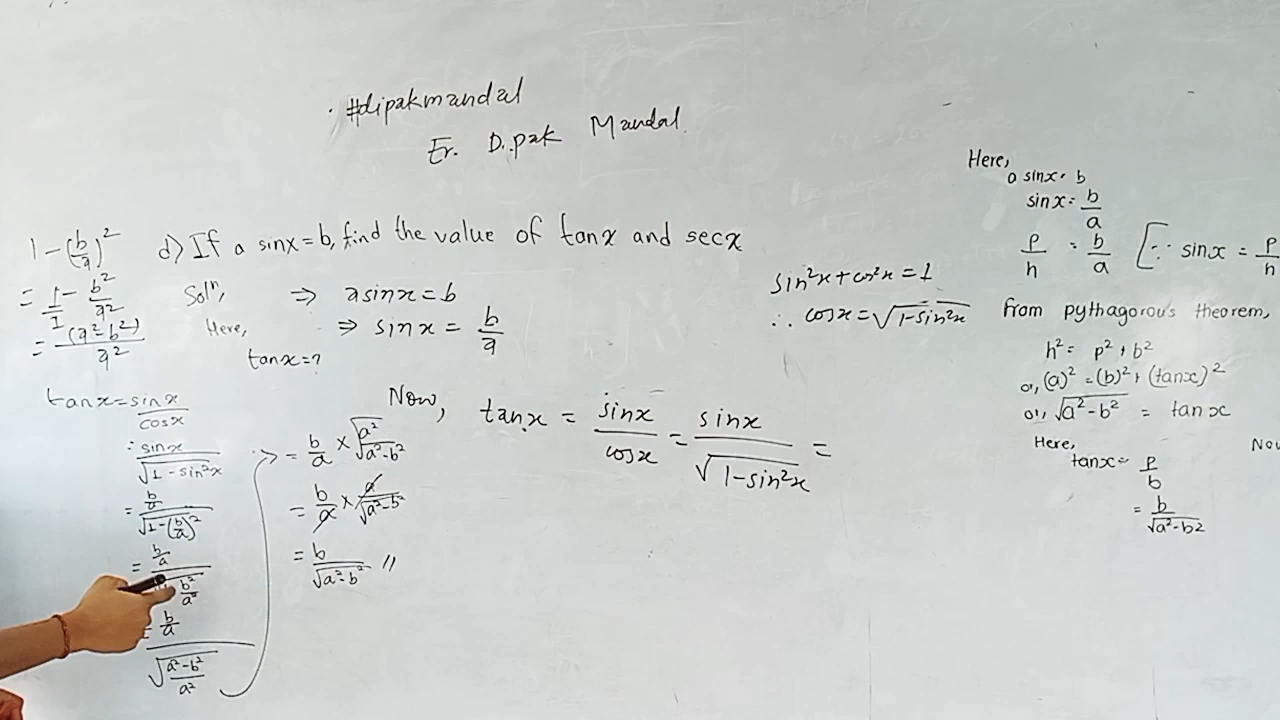 #dipakmandal
Er. Dipak Mandal
d) If a sinx = b, find the value of tanx and secx
1 - (b/a)²
= 1/1 - b²/a²
= (a²-b²)/a²
Solⁿ,
Here,
tanx = ?
⇒ a sinx = b
⇒ sinx = b/a
tanx = sinx/cosx
= sinx/√(1-sin²x)
= (b/a)/√(1-(b/a)²)
= (b/a)/
b²/a²
= (b/a)/√((a²-b²)/a²)
= b/a × √a²/√(a²-b²)
= b/a × a/√(a²-b²)
= b/√(a²-b²) //
Now, tanx = sinx/cosx = sinx/√(1-sin²x) =
sin²x + cos²x = 1
∴ cosx = √(1-sin²x)
Here,
a sinx = b
sinx = b/a
p/h = b/a [∵ sinx = p/h
from pythagorous theorem,
h² = p² + b²
or, (a)² = (b)² + (tanx)²
or, √(a²-b²) = tanx
Here,
tanx = p/b
= b/√(a²-b2)